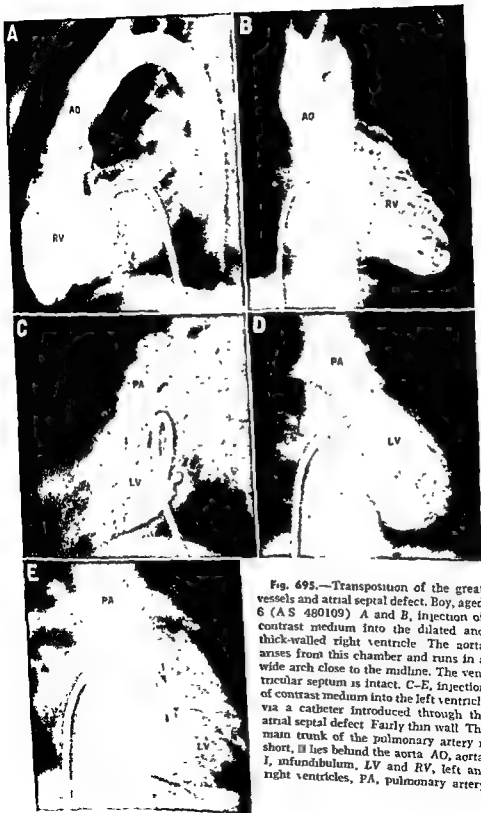 A
B
AO
AO
RV
RV
C
D
PA
PA
LV
LV
E
PA
LV
Fig. 695.—Transposition of the great
vessels and atrial septal defect. Boy, aged
6 (A S 480109) A and B, injection of
contrast medium into the dilated and
thick-walled right ventricle The aorta
arises from this chamber and runs in a
wide arch close to the midline. The ven
tricular septum is intact. C–E, injection
of contrast medium into the left ventricl
via a catheter introduced through th
atrial septal defect Fairly thin wall Th
main trunk of the pulmonary artery i
short, lies behind the aorta AO, aorta
I, infundibulum, LV and RV, left an
right ventricles, PA, pulmonary artery